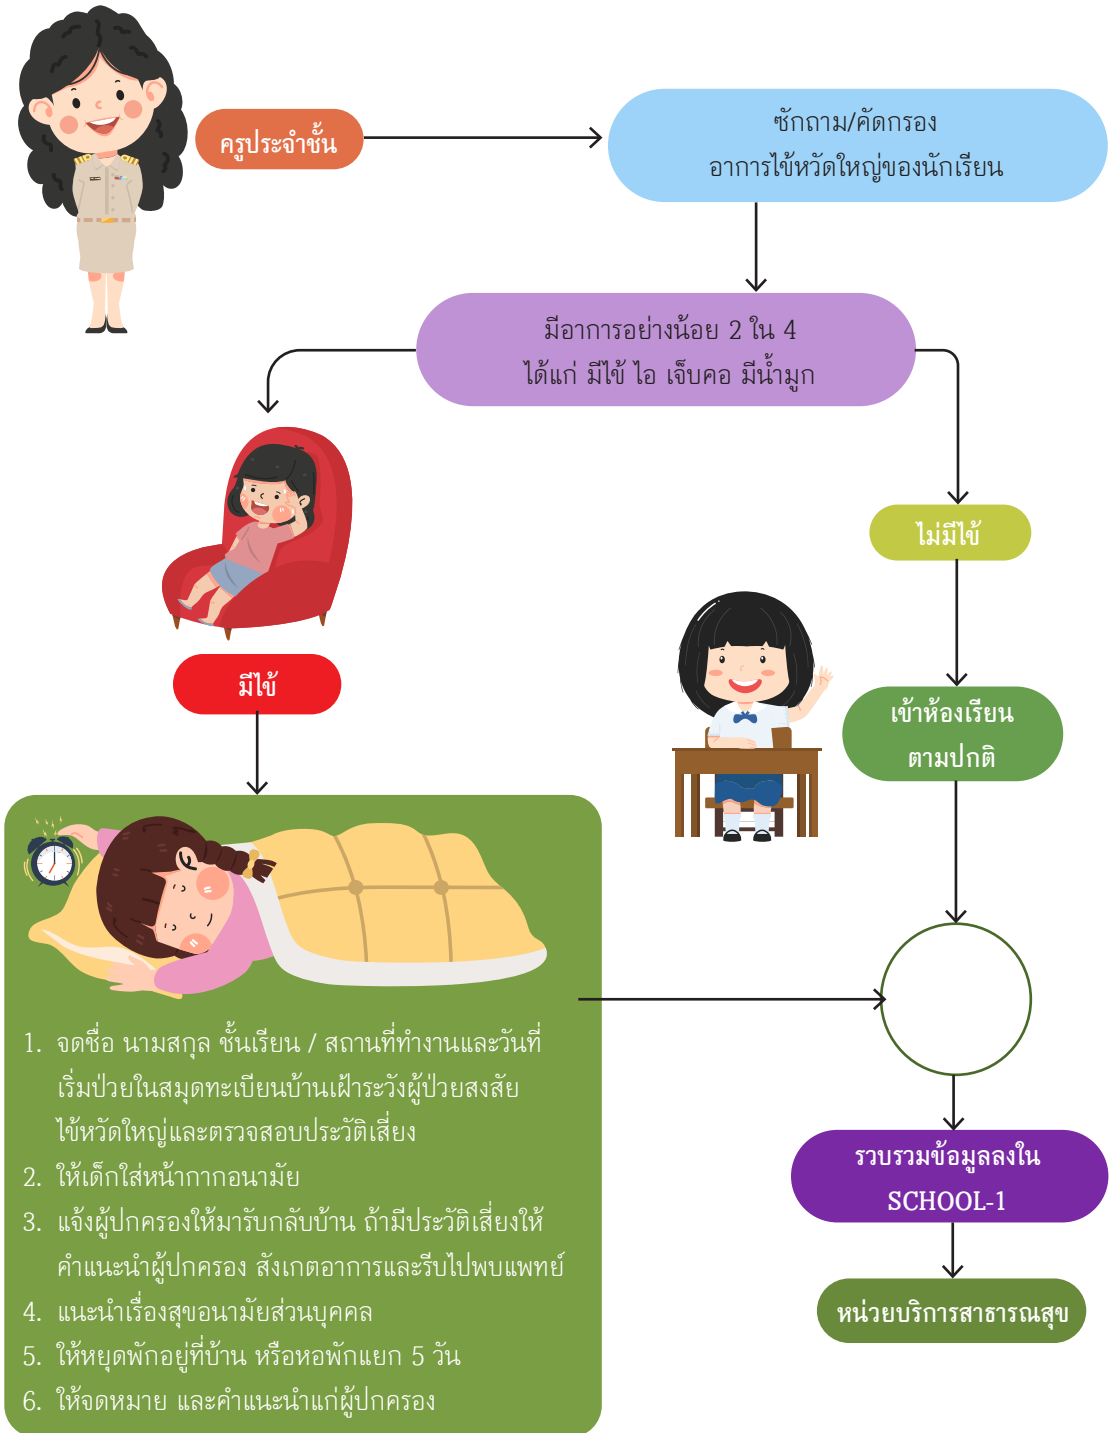 ครูประจำชั้น
ซักถาม/คัดกรอง
อาการไข้หวัดใหญ่ของนักเรียน
มีอาการอย่างน้อย 2 ใน 4
ได้แก่ มีไข้ ไอ เจ็บคอ มีน้ำมูก
ไม่มีไข้
มีไข้
เข้าห้องเรียน
ตามปกติ
1. จดชื่อ นามสกุล ชั้นเรียน / สถานที่ทำงานและวันที่
เริ่มป่วยในสมุดทะเบียนบ้านเฝ้าระวังผู้ป่วยสงสัย
ไข้หวัดใหญ่และตรวจสอบประวัติเสี่ยง
2. ให้เด็กใส่หน้ากากอนามัย
3. แจ้งผู้ปกครองให้มารับกลับบ้าน ถ้ามีประวัติเสี่ยงให้
คำแนะนำผู้ปกครอง สังเกตอาการและรีบไปพบแพทย์
4. แนะนำเรื่องสุขอนามัยส่วนบุคคล
5. ให้หยุดพักอยู่ที่บ้าน หรือหอพักแยก 5 วัน
6. ให้จดหมาย และคำแนะนำแก่ผู้ปกครอง
รวบรวมข้อมูลลงใน
SCHOOL-1
หน่วยบริการสาธารณสุข